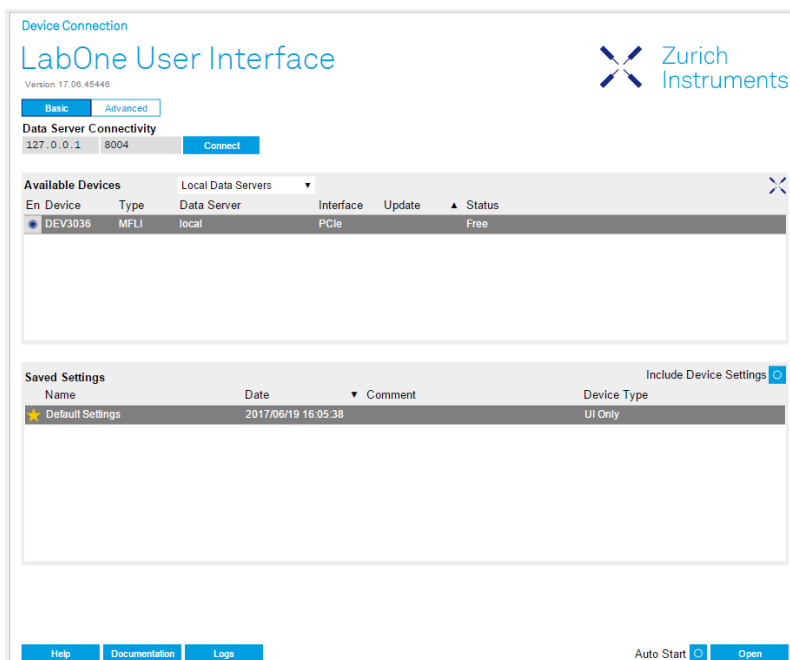 Device Connection
LabOne User Interface
Zurich
Instruments
Version 17.06.45446
Basic Advanced
Data Server Connectivity
127.0.0.1 8004 Connect
Available Devices Local Data Servers ▼
En Device Type Data Server Interface Update ▲ Status
DEV3036 MFLI local PCIe Free
Include Device Settings
Saved Settings
Name Date ▼ Comment Device Type
Default Settings 2017/06/19 16:05:38 UI Only
Help Documentation Logs Auto Start Open